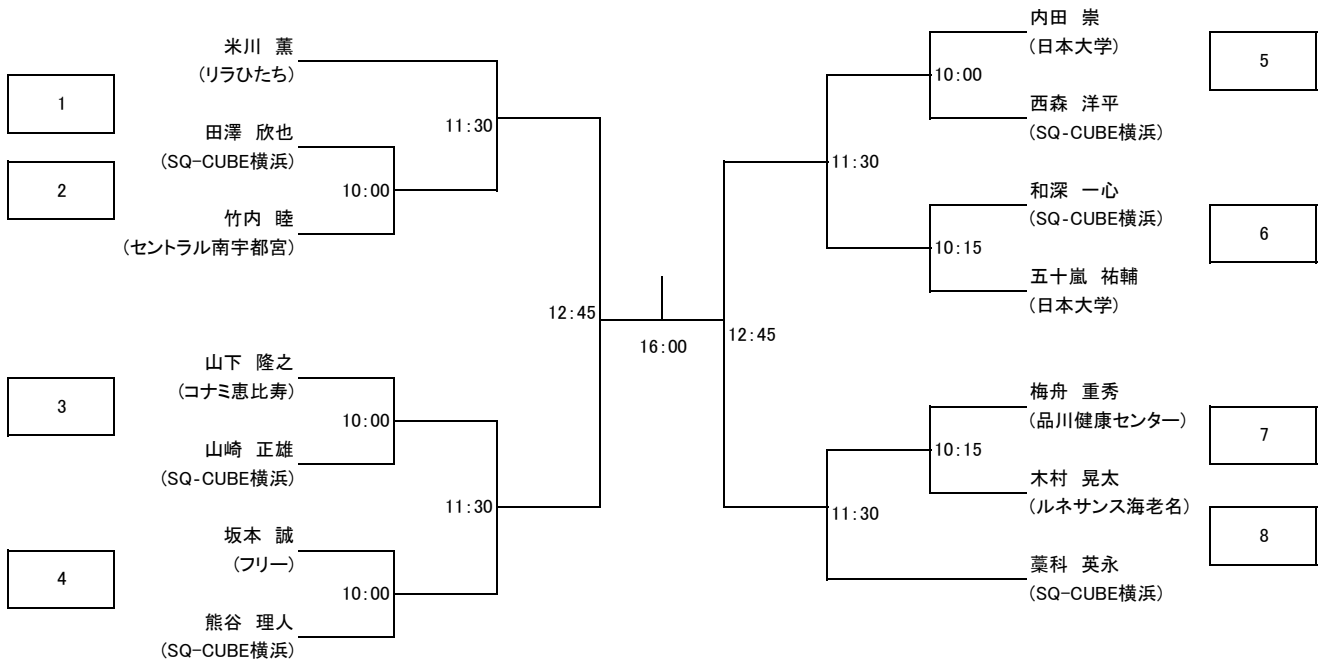 米川 薫
(リラひたち)
1
11:30
田澤 欣也
(SQ-CUBE横浜)
2
10:00
竹内 睦
(セントラル南宇都宮)
12:45
山下 隆之
(コナミ恵比寿)
3
10:00
山崎 正雄
(SQ-CUBE横浜)
11:30
坂本 誠
(フリー)
4
10:00
熊谷 理人
(SQ-CUBE横浜)
16:00
内田 崇
(日本大学)
5
10:00
西森 洋平
(SQ-CUBE横浜)
11:30
和深 一心
(SQ-CUBE横浜)
6
10:15
五十嵐 祐輔
(日本大学)
12:45
梅舟 重秀
(品川健康センター)
7
10:15
木村 晃太
(ルネサンス海老名)
11:30
8
藁科 英永
(SQ-CUBE横浜)